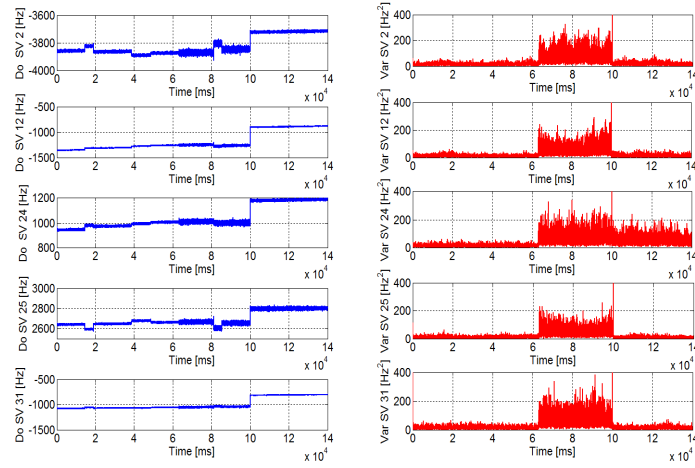 Do SV 2 [Hz]
-3600
-3800
-4000
0 2 4 6 8 10 12 14
Time [ms]
x 10^4
Var SV 2 [Hz^2]
400
200
0
0 2 4 6 8 10 12 14
Time [ms]
x 10^4
Do SV 12 [Hz]
-500
-1000
-1500
0 2 4 6 8 10 12 14
Time [ms]
x 10^4
Var SV 12 [Hz^2]
400
200
0
0 2 4 6 8 10 12 14
Time [ms]
x 10^4
Do SV 24 [Hz]
1200
1000
800
0 2 4 6 8 10 12 14
Time [ms]
x 10^4
Var SV 24 [Hz^2]
400
200
0
0 2 4 6 8 10 12 14
Time [ms]
x 10^4
Do SV 25 [Hz]
3000
2800
2600
0 2 4 6 8 10 12 14
Time [ms]
x 10^4
Var SV 25 [Hz^2]
400
200
0
0 2 4 6 8 10 12 14
Time [ms]
x 10^4
Do SV 31 [Hz]
-500
-1000
-1500
0 2 4 6 8 10 12 14
Time [ms]
x 10^4
Var SV 31 [Hz^2]
400
200
0
0 2 4 6 8 10 12 14
Time [ms]
x 10^4